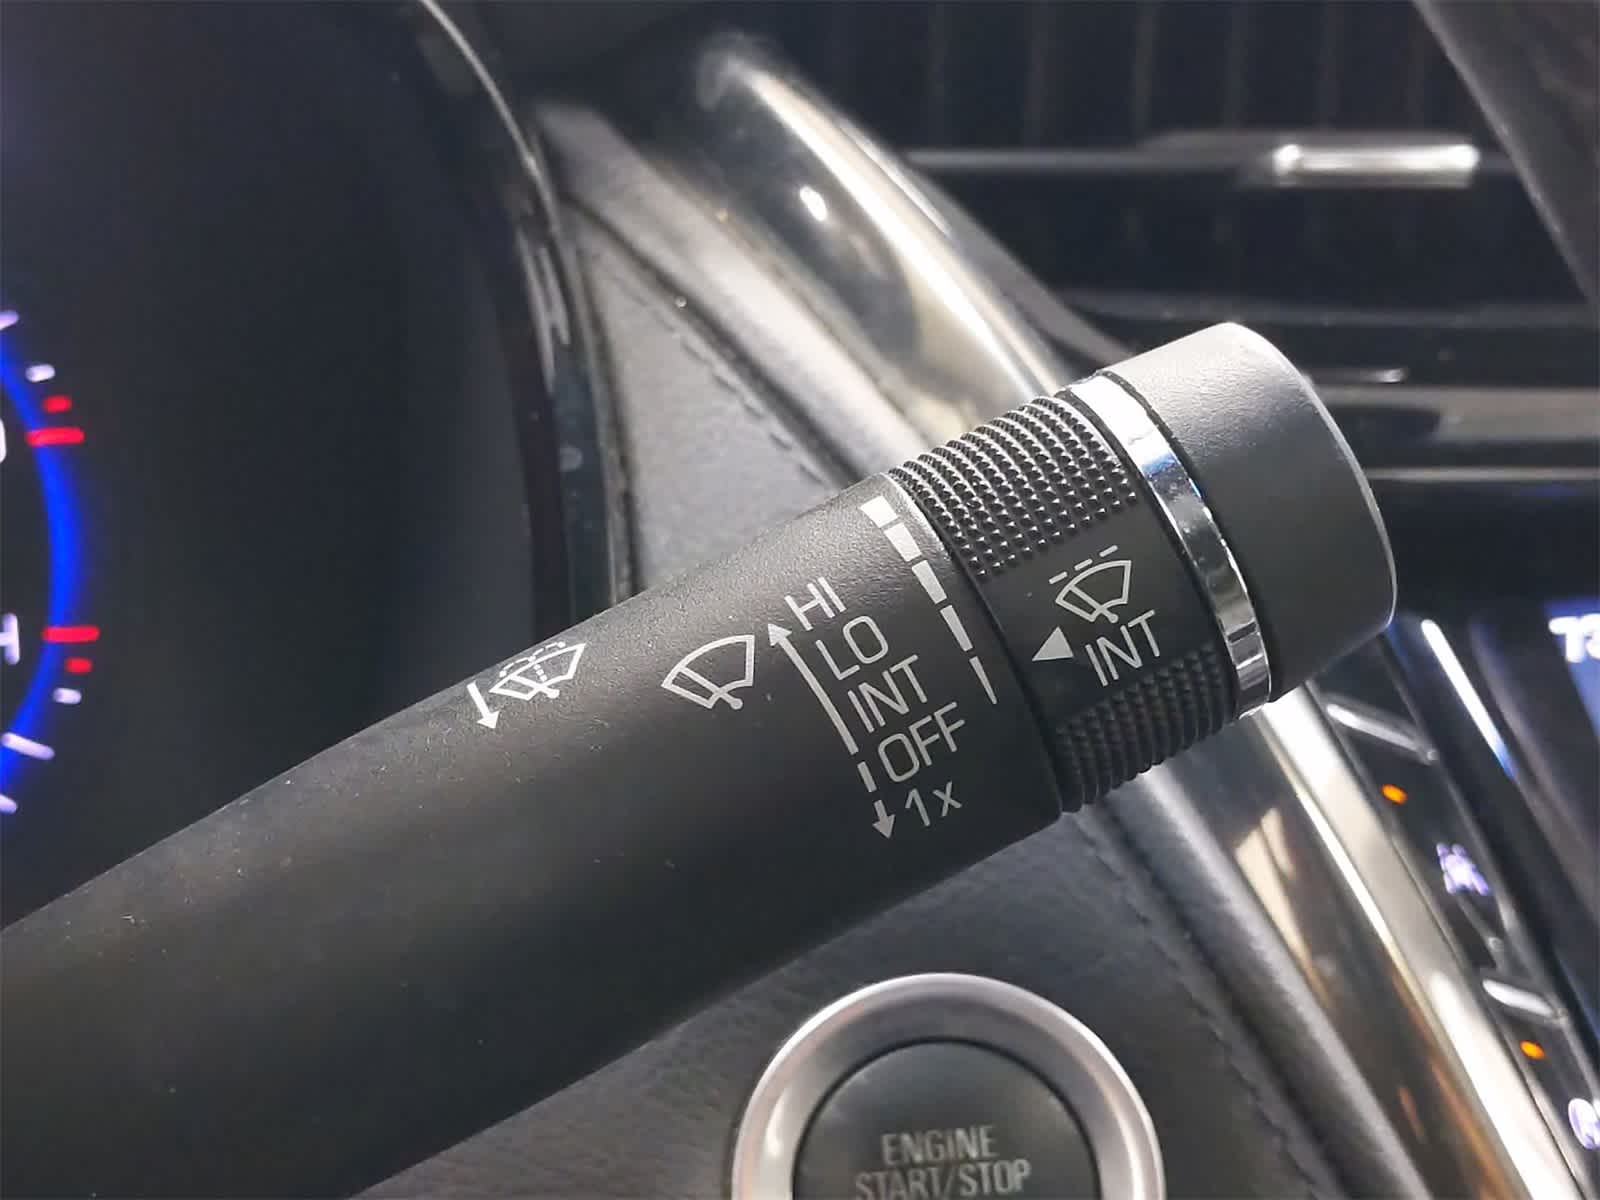 HI
LO
INT
OFF
1x
INT
ENGINE
START/STOP